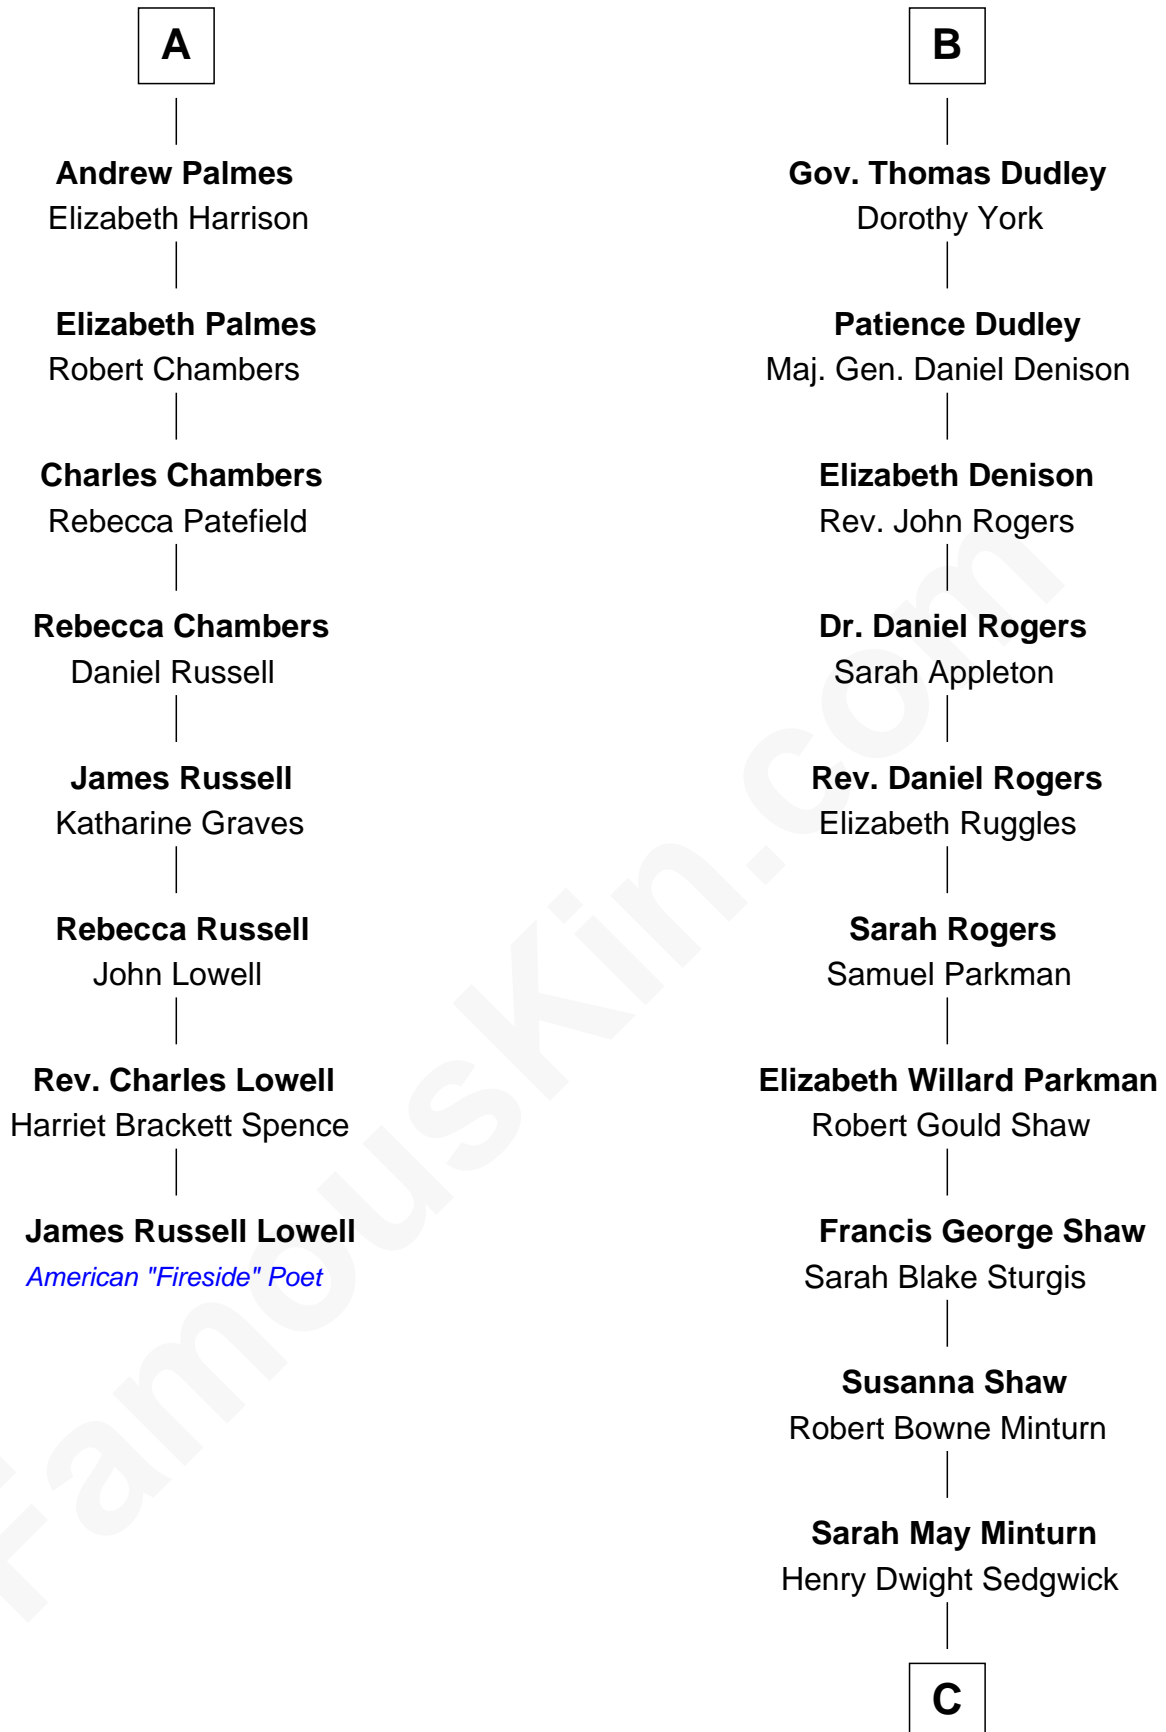 A
Andrew Palmes
Elizabeth Harrison
Elizabeth Palmes
Robert Chambers
Charles Chambers
Rebecca Patefield
Rebecca Chambers
Daniel Russell
James Russell
Katharine Graves
Rebecca Russell
John Lowell
Rev. Charles Lowell
Harriet Brackett Spence
James Russell Lowell
American "Fireside" Poet
B
Gov. Thomas Dudley
Dorothy York
Patience Dudley
Maj. Gen. Daniel Denison
Elizabeth Denison
Rev. John Rogers
Dr. Daniel Rogers
Sarah Appleton
Rev. Daniel Rogers
Elizabeth Ruggles
Sarah Rogers
Samuel Parkman
Elizabeth Willard Parkman
Robert Gould Shaw
Francis George Shaw
Sarah Blake Sturgis
Susanna Shaw
Robert Bowne Minturn
Sarah May Minturn
Henry Dwight Sedgwick
C
FamousKin.com